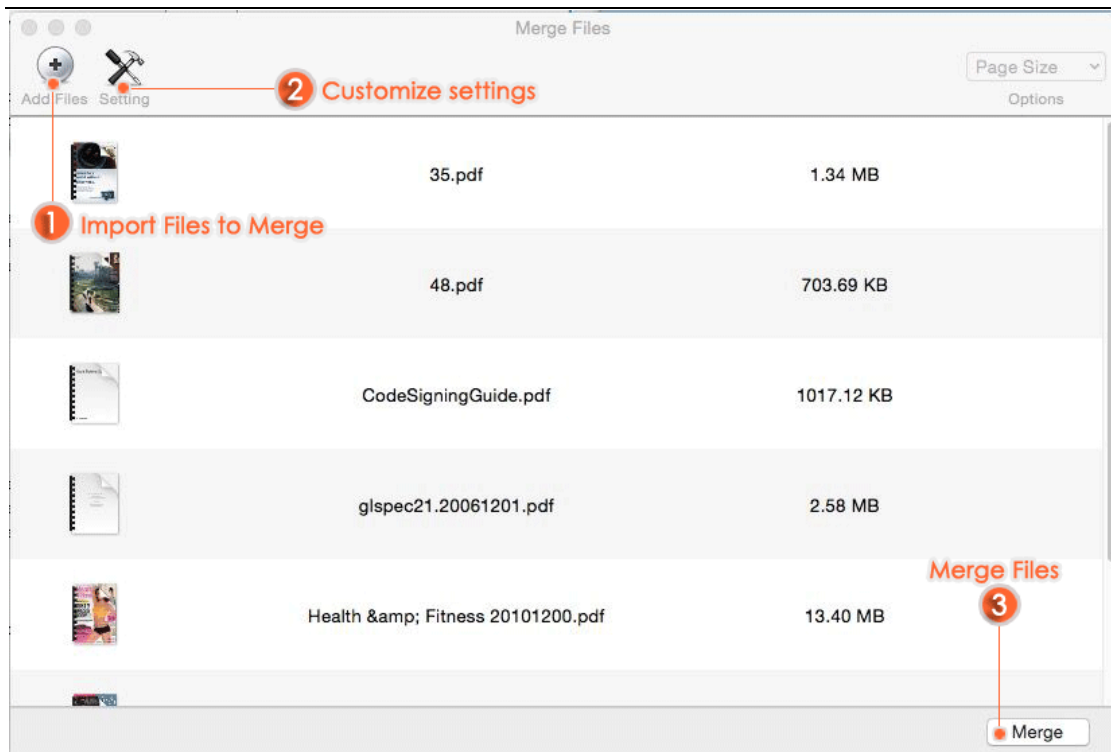 Merge Files
Add Files
Setting
2 Customize settings
Page Size
Options
35.pdf
1.34 MB
1 Import Files to Merge
48.pdf
703.69 KB
CodeSigningGuide.pdf
1017.12 KB
glspec21.20061201.pdf
2.58 MB
Merge Files
3
Health &amp; Fitness 20101200.pdf
13.40 MB
Merge